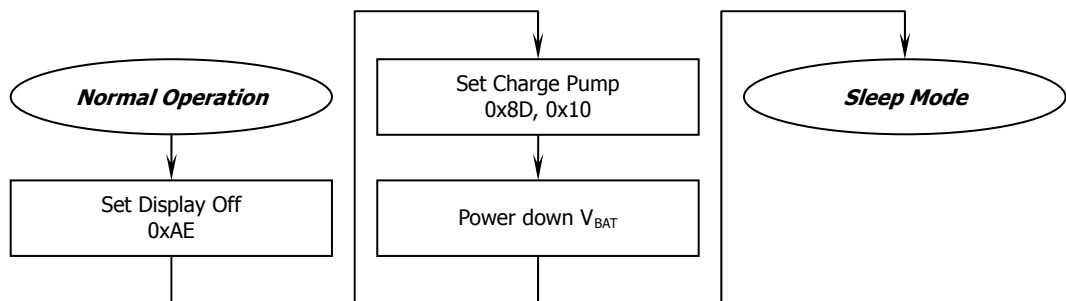 Normal Operation
Set Display Off
0xAE
Set Charge Pump
0x8D, 0x10
Power down VBAT
Sleep Mode